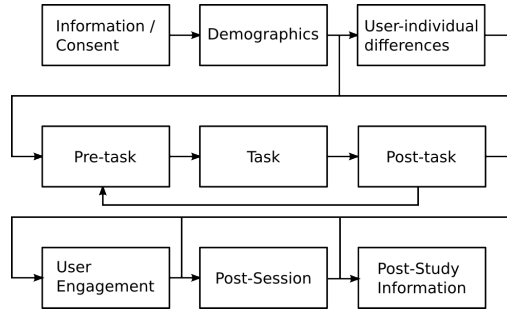 Information /
Consent
Demographics
User-individual
differences
Pre-task
Task
Post-task
User
Engagement
Post-Session
Post-Study
Information